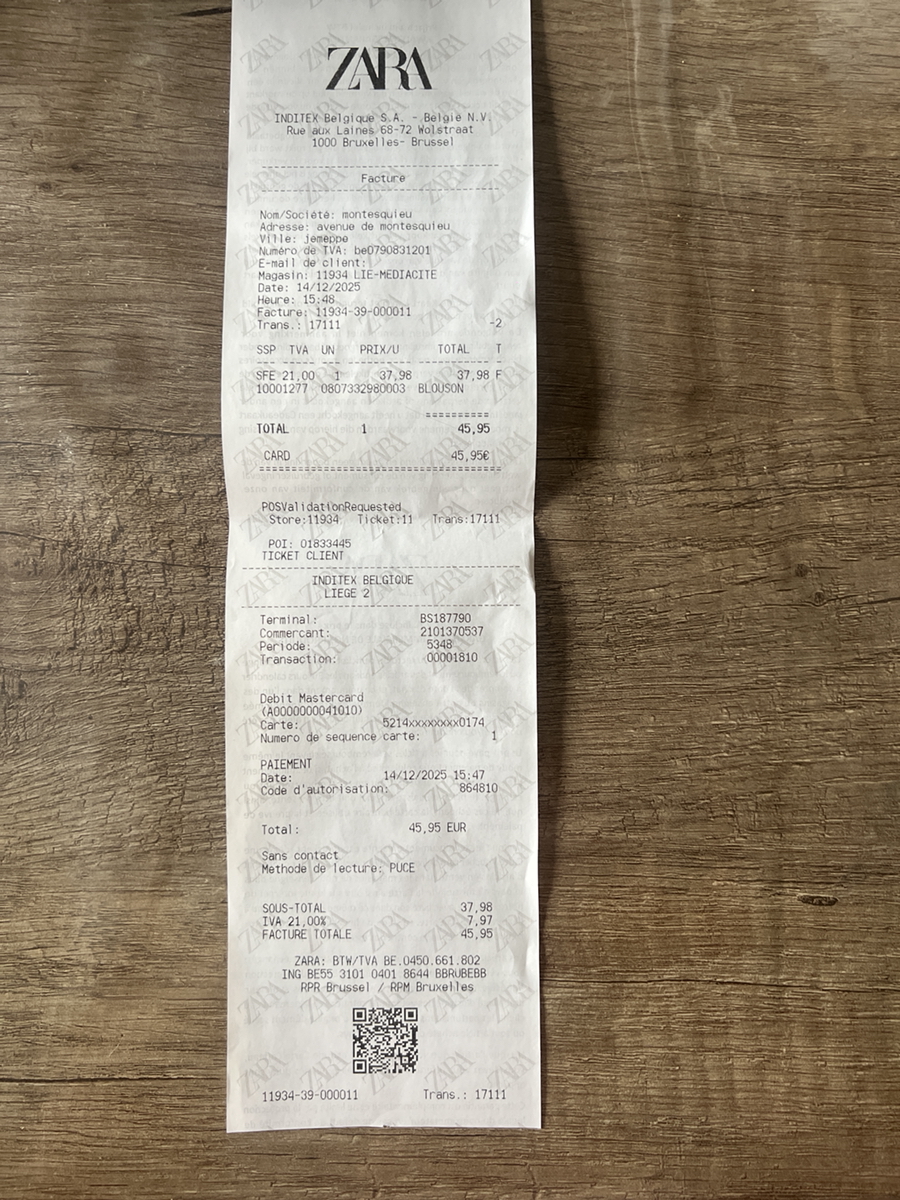 ZARA
INDITEX Belgique S.A. - België N.V.
Rue aux Laines 68-72 Wolstraat
1000 Bruxelles- Brussel
Facture
Nom/Société: montesquieu
Adresse: avenue de montesquieu
Ville: jemeppe
Numéro de TVA: be0790831201
E-mail de client:
Magasin: 11934 LIE-MEDIACITE
Date: 14/12/2025
Heure: 15:48
Facture: 11934-39-000011
Trans.: 17111 -2
SSP TVA UN PRIX/U TOTAL T
SFE 21,00 1 37,98 37,98 F
10001277 0807332980003 BLOUSON
==========
TOTAL 1 45,95
CARD 45,95€
POSValidationRequested
Store:11934 Ticket:11 Trans:17111
POI: 01833445
TICKET CLIENT
INDITEX BELGIQUE
LIEGE 2
Terminal: BS187790
Commercant: 2101370537
Periode: 5348
Transaction: 00001810
Debit Mastercard
(A0000000041010)
Carte: 5214xxxxxxxx0174
Numero de sequence carte: 1
PAIEMENT
Date: 14/12/2025 15:47
Code d'autorisation: 864810
Total: 45,95 EUR
Sans contact
Methode de lecture: PUCE
SOUS-TOTAL 37,98
IVA 21,00% 7,97
FACTURE TOTALE 45,95
ZARA: BTW/TVA BE.0450.661.802
ING BE55 3101 0401 8644 BBRUBEBB
RPR Brussel / RPM Bruxelles
11934-39-000011 Trans.: 17111